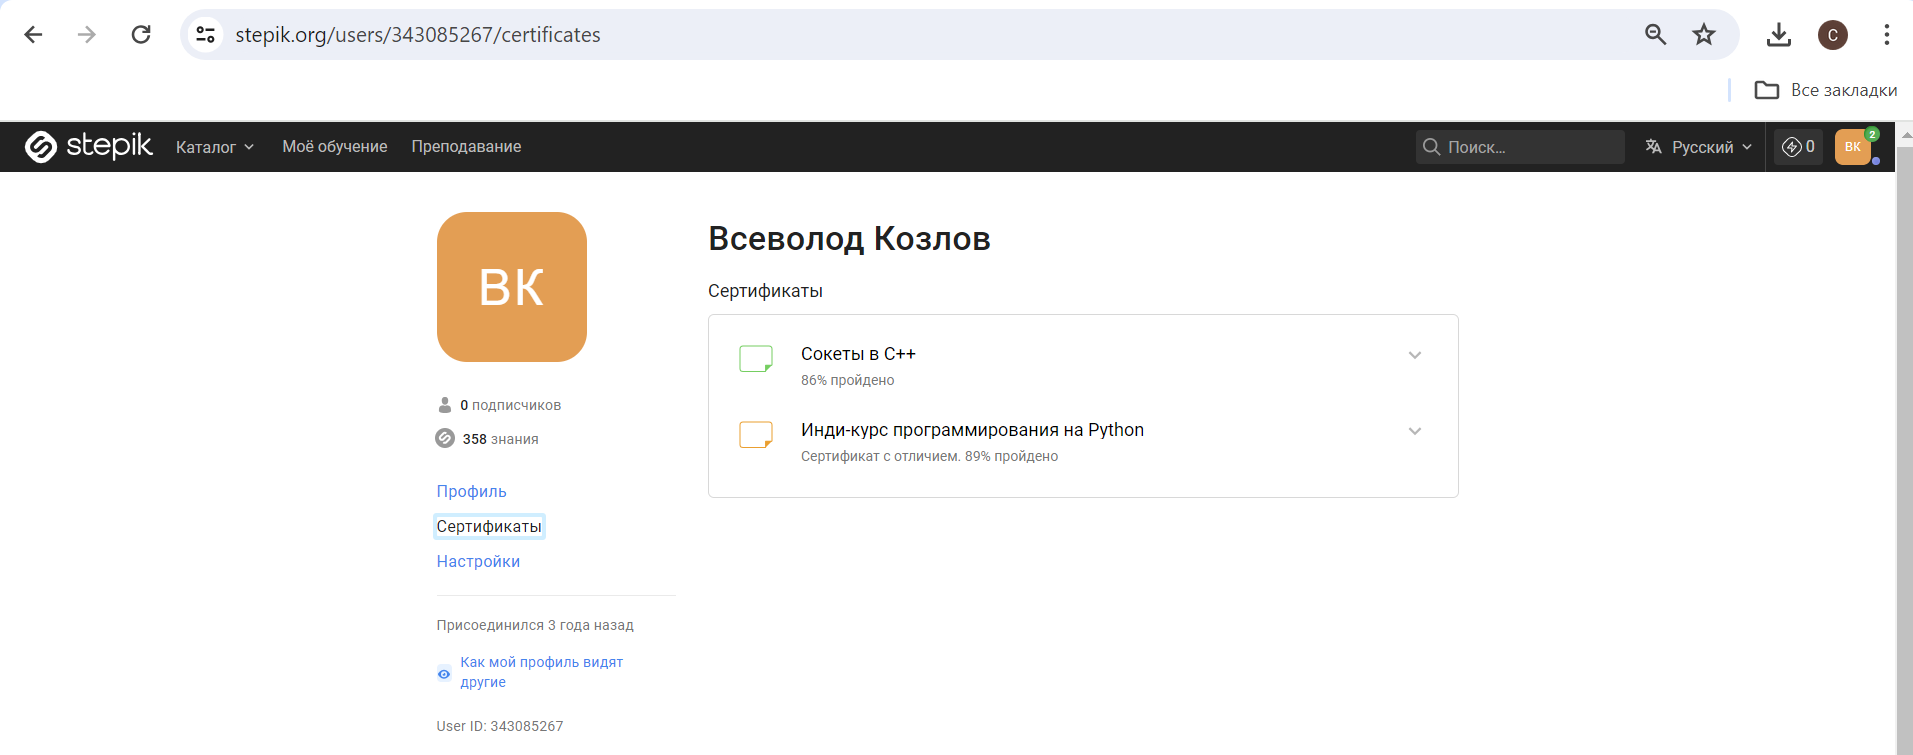 stepik.org/users/343085267/certificates
С
Все закладки
stepik Каталог Моё обучение Преподавание Поиск... Русский 0 ВК 2
ВК
Всеволод Козлов
Сертификаты
Сокеты в C++
86% пройдено
Инди-курс программирования на Python
Сертификат с отличием. 89% пройдено
0 подписчиков
358 знания
Профиль
Сертификаты
Настройки
Присоединился 3 года назад
Как мой профиль видят
другие
User ID: 343085267